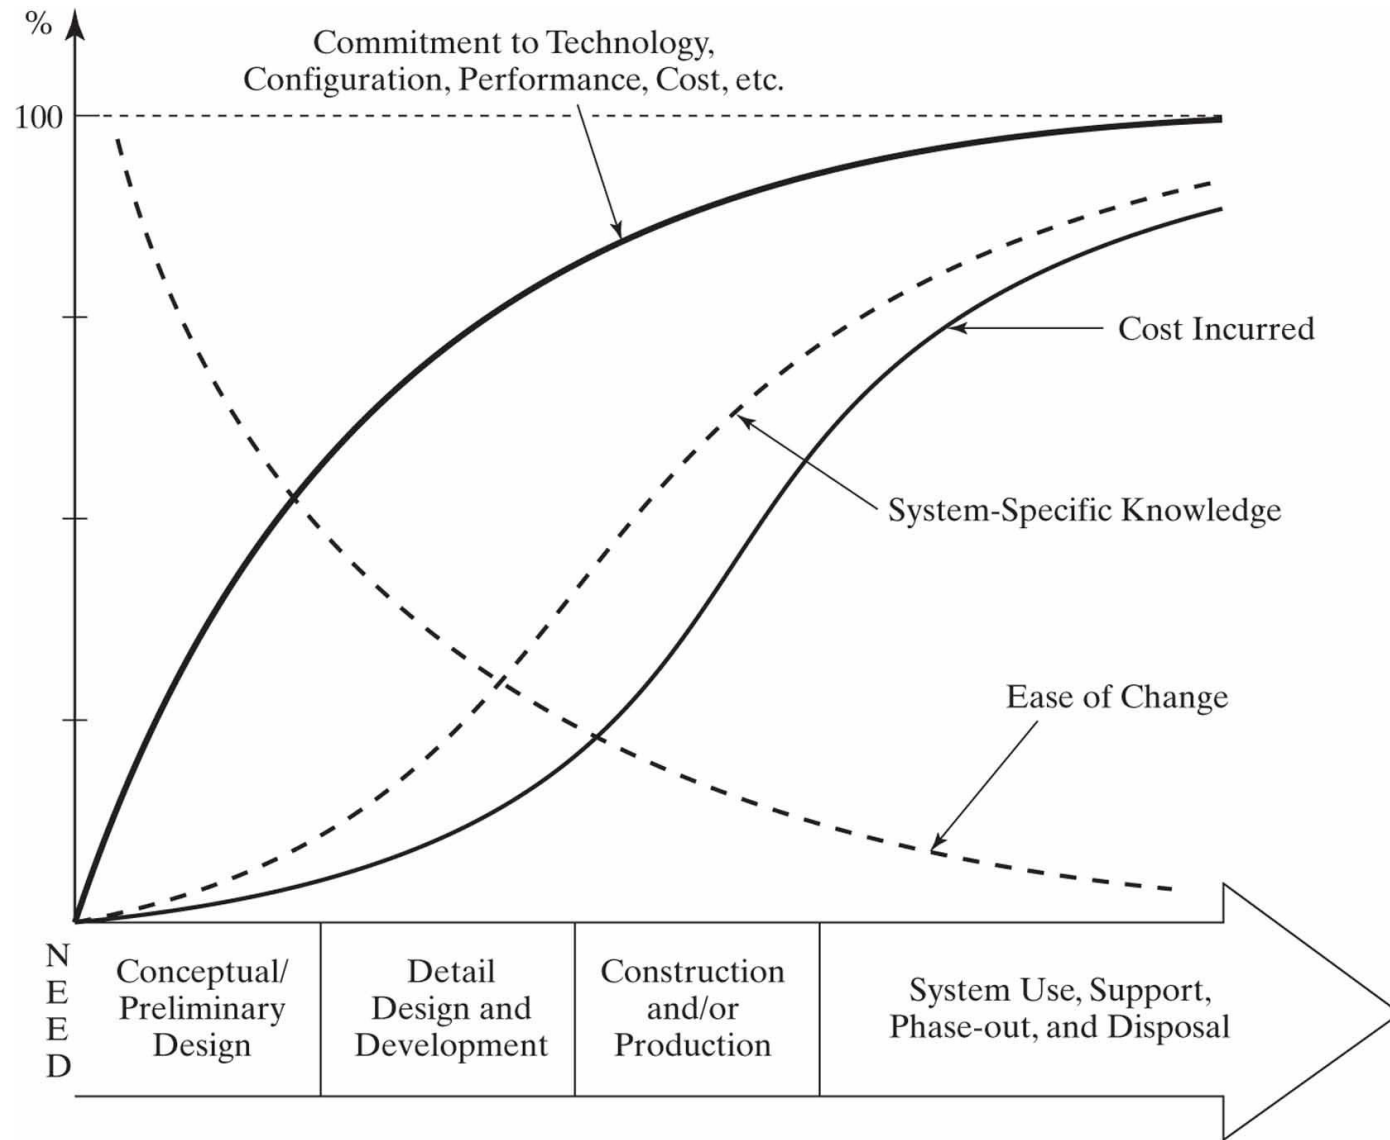 %
Commitment to Technology,
Configuration, Performance, Cost, etc.
100
Cost Incurred
System-Specific Knowledge
Ease of Change
NEED
Conceptual/
Preliminary
Design
Detail
Design and
Development
Construction
and/or
Production
System Use, Support,
Phase-out, and Disposal